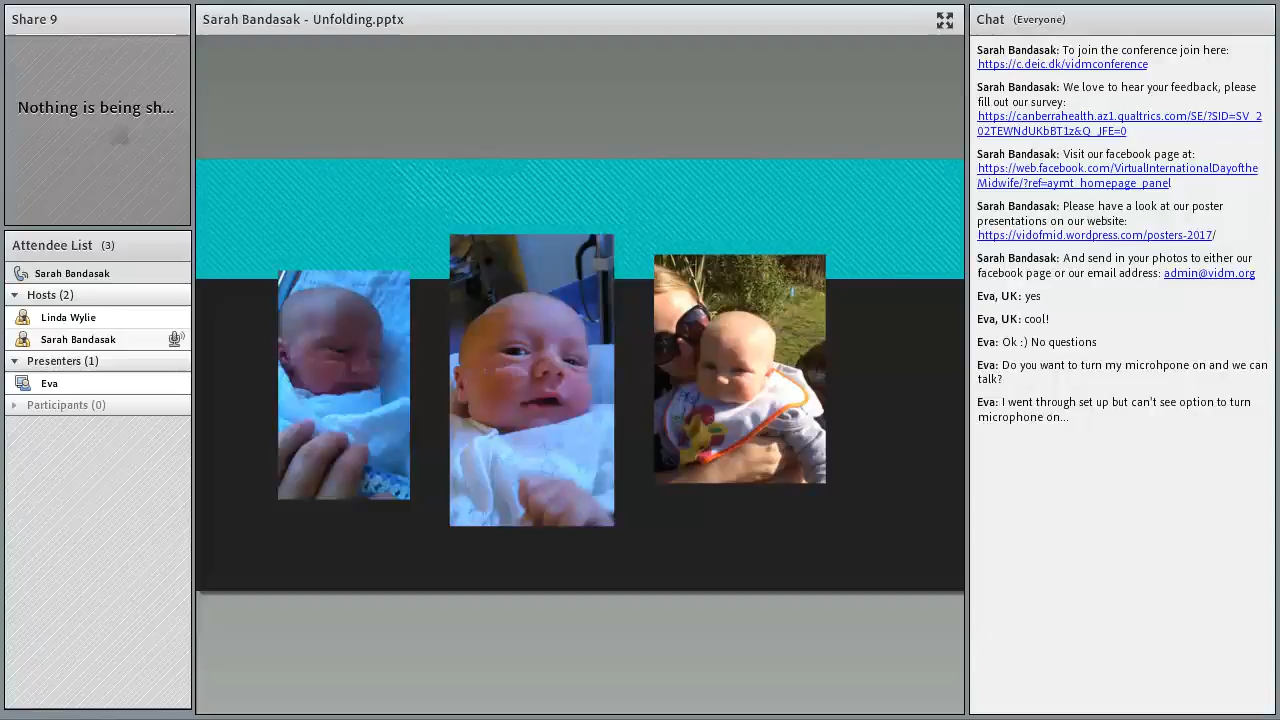 Share 9
Nothing is being sh...
Attendee List (3)
Sarah Bandasak
Hosts (2)
Linda Wylie
Sarah Bandasak
Presenters (1)
Eva
Participants (0)
Sarah Bandasak - Unfolding.pptx
Chat (Everyone)
Sarah Bandasak: To join the conference join here:
https://c.deic.dk/vidmconference
Sarah Bandasak: We love to hear your feedback, please
fill out our survey:
https://canberrahealth.az1.qualtrics.com/SE/?SID=SV_2
02TEWNdUKbBT1z&Q_JFE=0
Sarah Bandasak: Visit our facebook page at:
https://web.facebook.com/VirtualInternationalDayofthe
Midwife/?ref=aymt_homepage_panel
Sarah Bandasak: Please have a look at our poster
presentations on our website:
https://vidofmid.wordpress.com/posters-2017/
Sarah Bandasak: And send in your photos to either our
facebook page or our email address: admin@vidm.org
Eva, UK: yes
Eva, UK: cool!
Eva: Ok :) No questions
Eva: Do you want to turn my microhpone on and we can
talk?
Eva: I went through set up but can't see option to turn
microphone on...